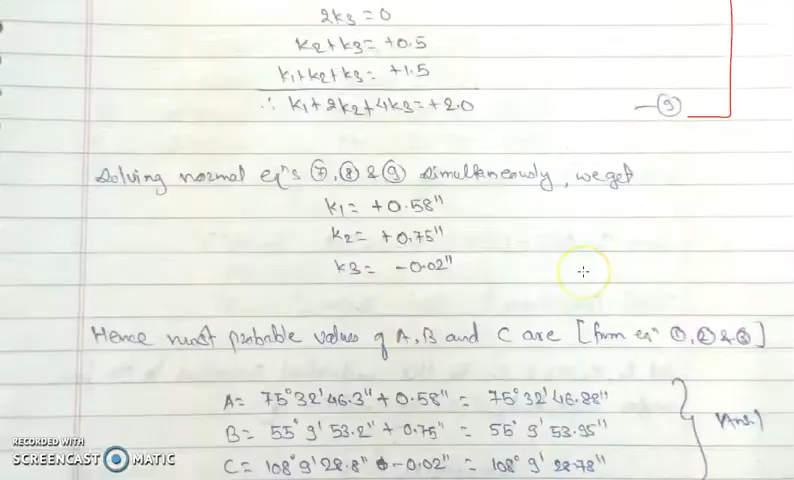 2k3 = 0
k2+k3 = +0.5
k1+k2+k3 = +1.5
∴ k1+2k2+4k3 = +2.0 —⑨
Solving normal eqⁿs ⑦, ⑧ & ⑨ simultaneously, we get
k1 = +0.58"
k2 = +0.75"
k3 = -0.02"
Hence most probable values of A, B and C are [from eqⁿ ①, ② & ③]
A = 75° 32' 46.3" + 0.58" = 75° 32' 46.88"
B = 55° 9' 53.2" + 0.75" = 55° 9' 53.95"
C = 108° 9' 28.8" -0.02" = 108° 9' 28.78"
(Ans.)
RECORDED WITH
SCREENCAST MATIC